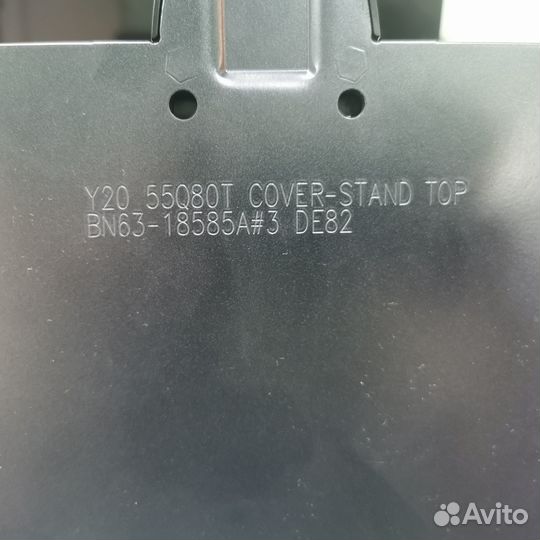 Y20 55Q80T COVER-STAND TOP
BN63-18585A#3 DE82
Avito